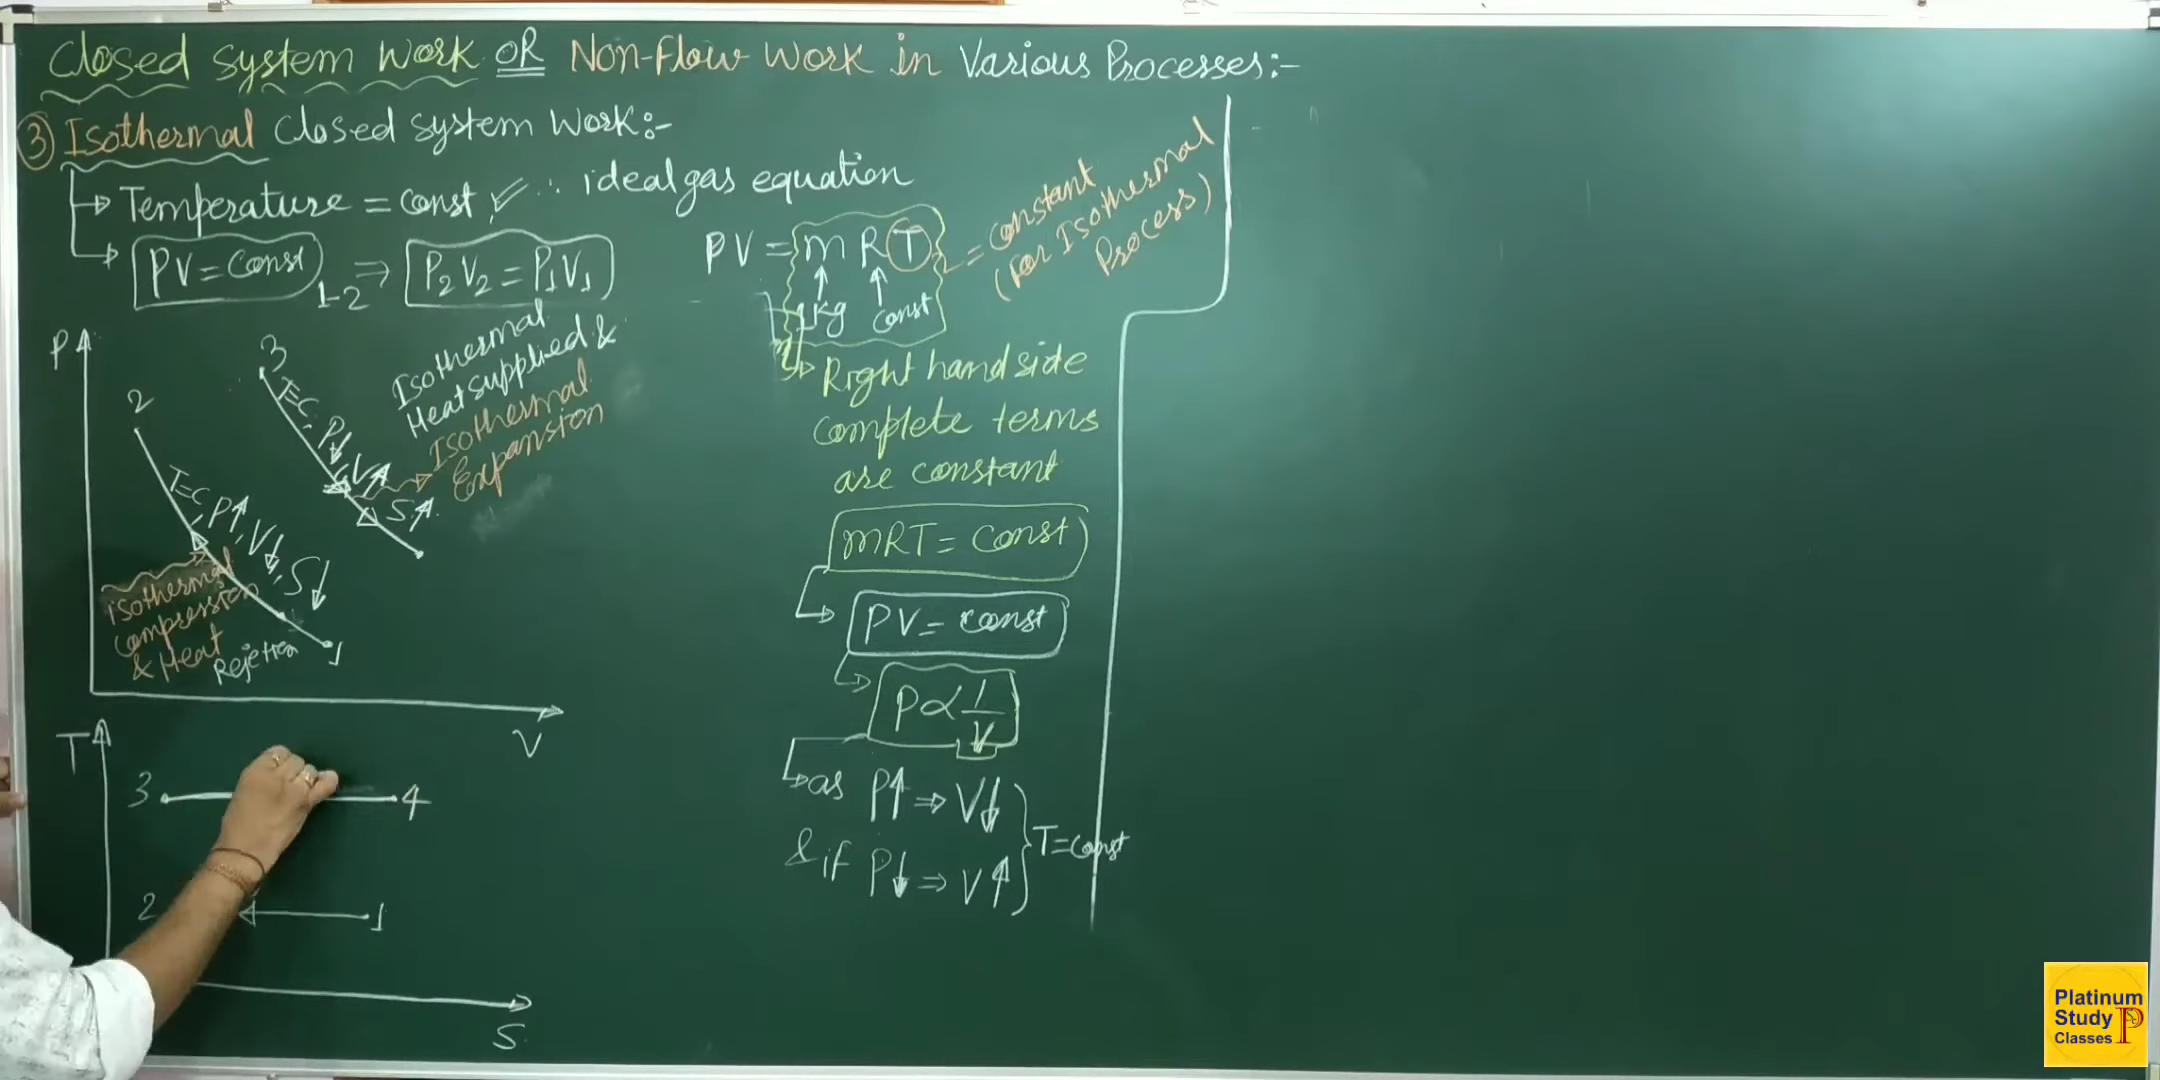 Closed System Work OR Non-Flow Work in Various Processes:-
③ Isothermal Closed System Work:-
→ Temperature = const ✓
→ PV = Const 1-2 ⇒ P₂V₂ = P₁V₁
∴ ideal gas equation
PV = m R T = constant
(For Isothermal
Process)
↑ ↑
1kg const
→ Right hand side
complete terms
are constant
mRT = Const
→ PV = const
→ P ∝ 1/V
→ as P↑ ⇒ V↓
& if P↓ ⇒ V↑
T = const
P
3
T=C, P↓
V↑
S↑
Isothermal
Heat supplied &
Isothermal
Expansion
2
T=C, P↑, V↓, S↓
Isothermal
Compression
& Heat
Rejetion
1
V
T
3 4
2 1
S
Platinum
Study
Classes P